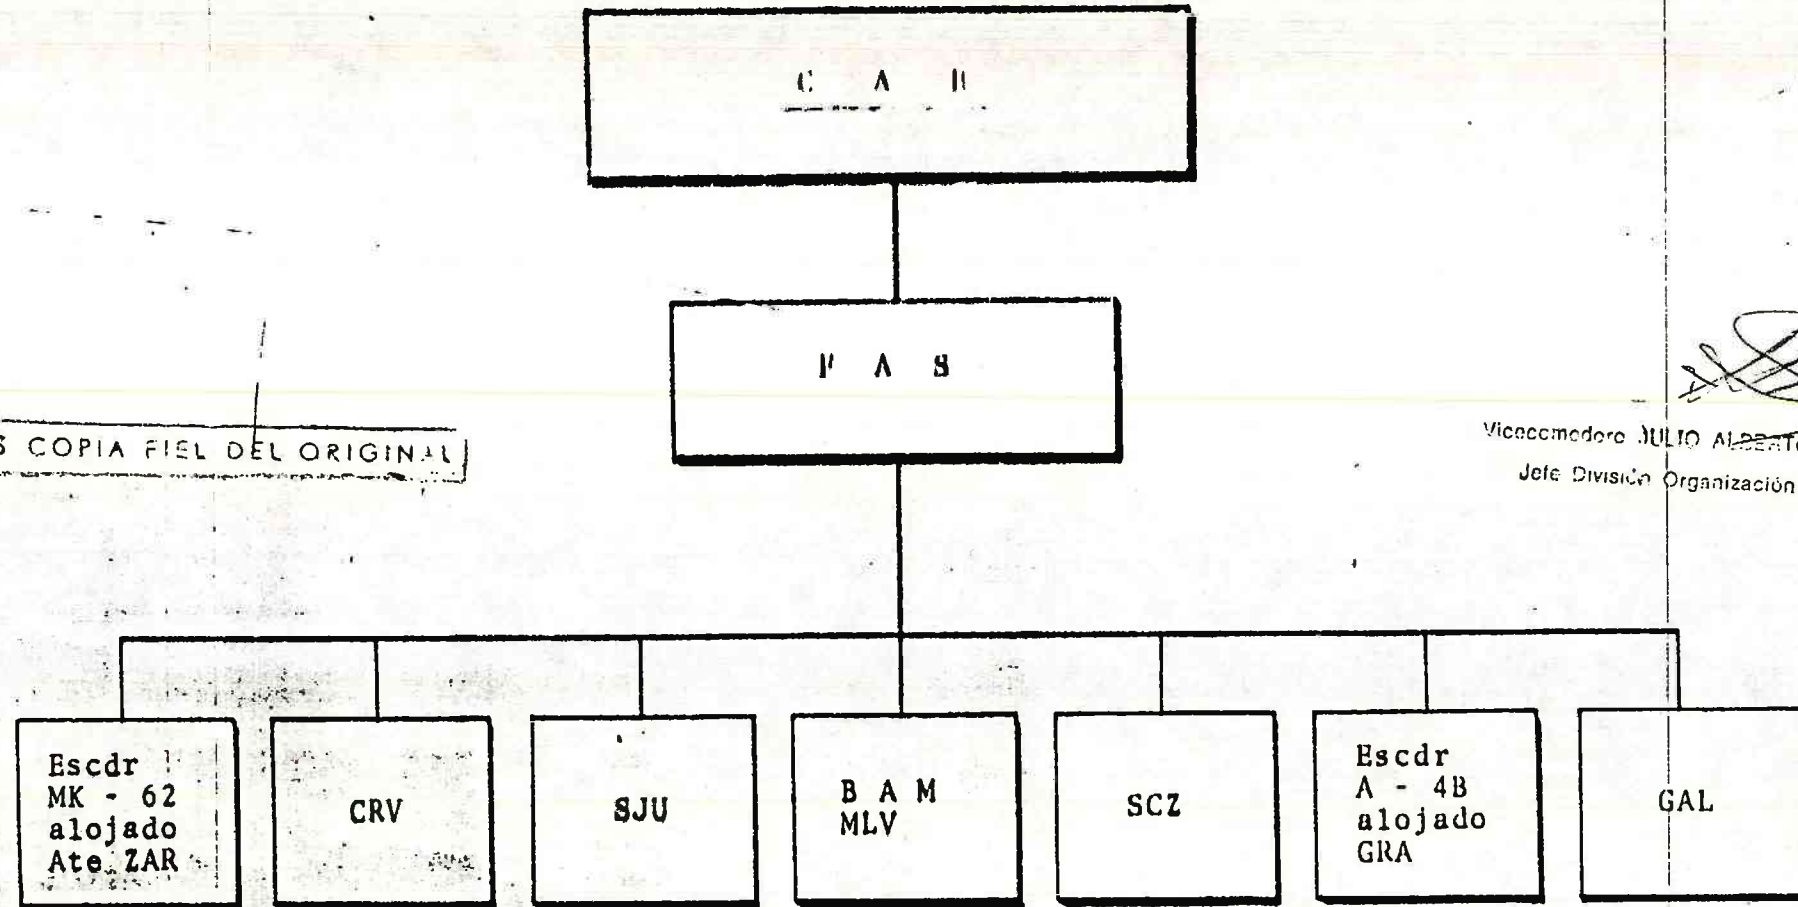 C A
F A S
S COPIA FIEL DEL ORIGINAL
Vicecomodoro JULIO ALBERTO
Jefe División Organización
Escdr
MK - 62
alojado
Ate ZAR
CRV
SJU
B A M
MLV
SCZ
Escdr
A - 4B
alojado
GRA
GAL